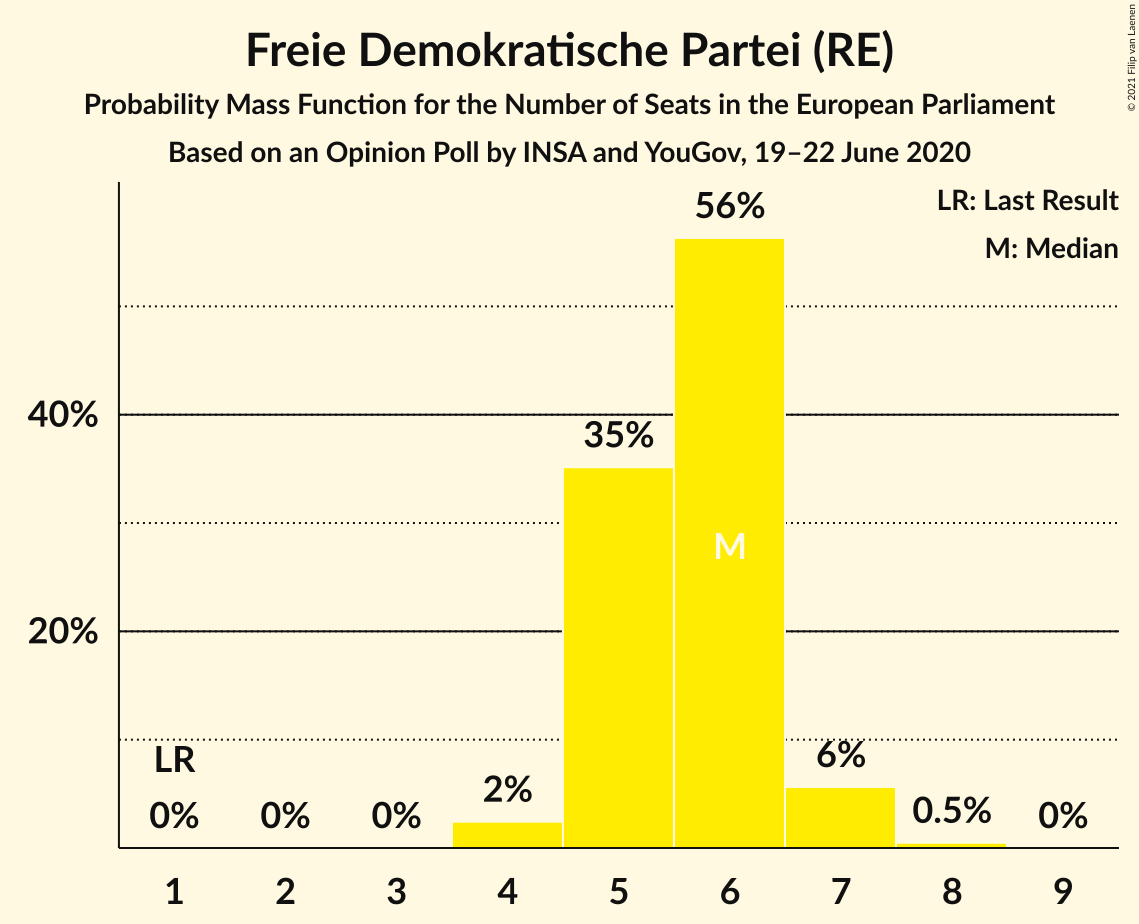 Freie Demokratische Partei (RE)
Probability Mass Function for the Number of Seats in the European Parliament
Based on an Opinion Poll by INSA and YouGov, 19–22 June 2020
© 2021 Filip van Laenen
LR: Last Result
M: Median
56%
40%
35%
M
20%
LR
6%
2%
0%
0%
0%
0.5%
0%
1 2 3 4 5 6 7 8 9